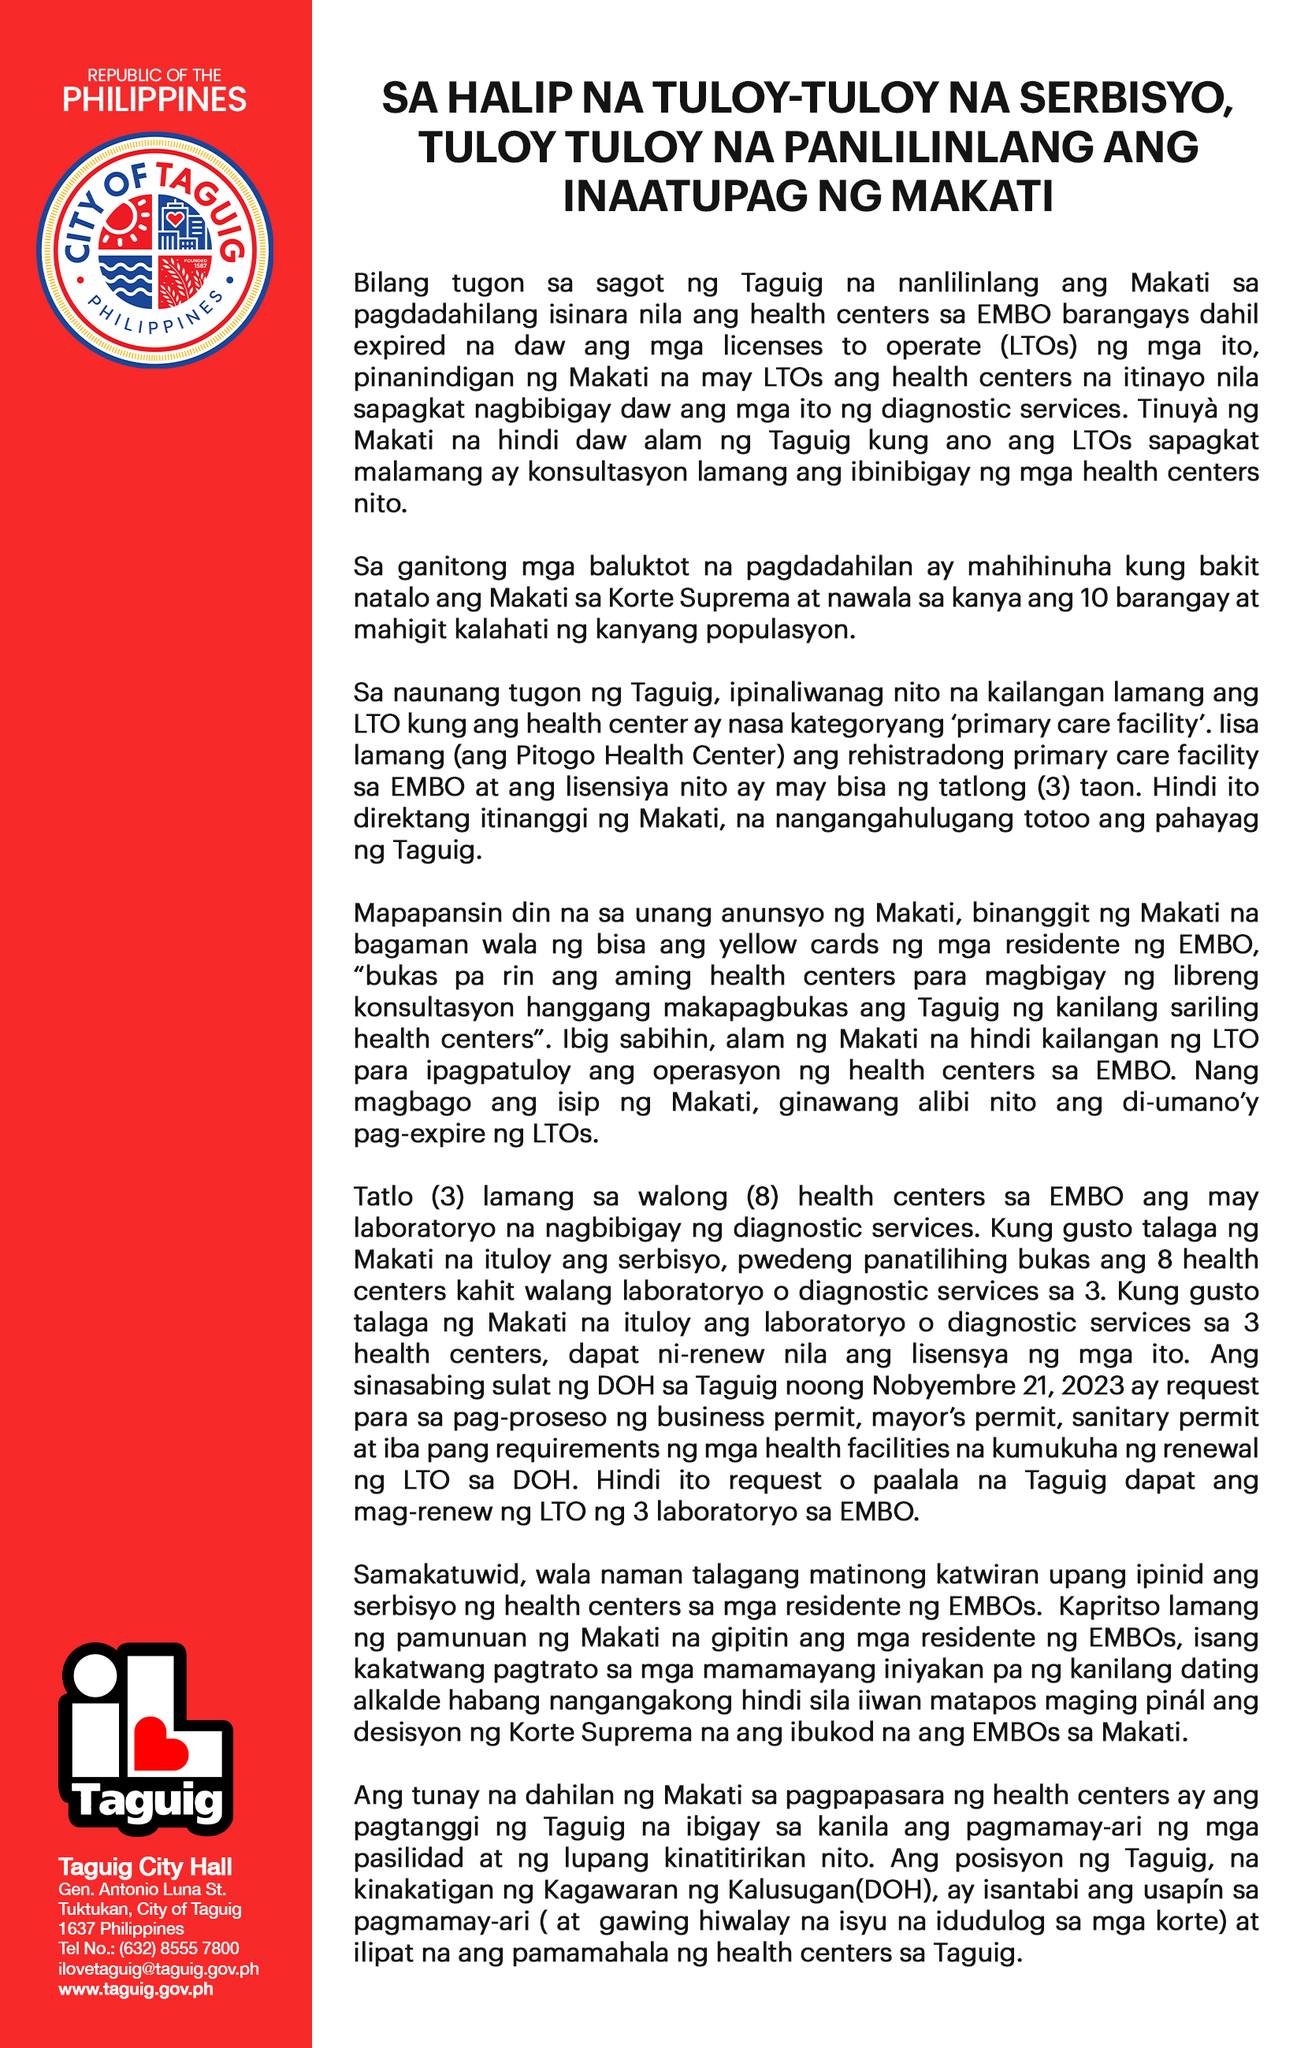 REPUBLIC OF THE
PHILIPPINES
CITY OF TAGUIG
PHILIPPINES
FOUNDED
1587
SA HALIP NA TULOY-TULOY NA SERBISYO,
TULOY TULOY NA PANLILINLANG ANG
INAATUPAG NG MAKATI
Bilang tugon sa sagot ng Taguig na nanlilinlang ang Makati sa
pagdadahilang isinara nila ang health centers sa EMBO barangays dahil
expired na daw ang mga licenses to operate (LTOs) ng mga ito,
pinanindigan ng Makati na may LTOs ang health centers na itinayo nila
sapagkat nagbibigay daw ang mga ito ng diagnostic services. Tinuyà ng
Makati na hindi daw alam ng Taguig kung ano ang LTOs sapagkat
malamang ay konsultasyon lamang ang ibinibigay ng mga health centers
nito.
Sa ganitong mga baluktot na pagdadahilan ay mahihinuha kung bakit
natalo ang Makati sa Korte Suprema at nawala sa kanya ang 10 barangay at
mahigit kalahati ng kanyang populasyon.
Sa naunang tugon ng Taguig, ipinaliwanag nito na kailangan lamang ang
LTO kung ang health center ay nasa kategoryang ‘primary care facility’. Iisa
lamang (ang Pitogo Health Center) ang rehistradong primary care facility
sa EMBO at ang lisensiya nito ay may bisa ng tatlong (3) taon. Hindi ito
direktang itinanggi ng Makati, na nangangahulugang totoo ang pahayag
ng Taguig.
Mapapansin din na sa unang anunsyo ng Makati, binanggit ng Makati na
bagaman wala ng bisa ang yellow cards ng mga residente ng EMBO,
“bukas pa rin ang aming health centers para magbigay ng libreng
konsultasyon hanggang makapagbukas ang Taguig ng kanilang sariling
health centers”. Ibig sabihin, alam ng Makati na hindi kailangan ng LTO
para ipagpatuloy ang operasyon ng health centers sa EMBO. Nang
magbago ang isip ng Makati, ginawang alibi nito ang di-umano’y
pag-expire ng LTOs.
Tatlo (3) lamang sa walong (8) health centers sa EMBO ang may
laboratoryo na nagbibigay ng diagnostic services. Kung gusto talaga ng
Makati na ituloy ang serbisyo, pwedeng panatilihing bukas ang 8 health
centers kahit walang laboratoryo o diagnostic services sa 3. Kung gusto
talaga ng Makati na ituloy ang laboratoryo o diagnostic services sa 3
health centers, dapat ni-renew nila ang lisensya ng mga ito. Ang
sinasabing sulat ng DOH sa Taguig noong Nobyembre 21, 2023 ay request
para sa pag-proseso ng business permit, mayor’s permit, sanitary permit
at iba pang requirements ng mga health facilities na kumukuha ng renewal
ng LTO sa DOH. Hindi ito request o paalala na Taguig dapat ang
mag-renew ng LTO ng 3 laboratoryo sa EMBO.
Samakatuwid, wala naman talagang matinong katwiran upang ipinid ang
serbisyo ng health centers sa mga residente ng EMBOs. Kapritso lamang
ng pamunuan ng Makati na gipitin ang mga residente ng EMBOs, isang
kakatwang pagtrato sa mga mamamayang iniyakan pa ng kanilang dating
alkalde habang nangangakong hindi sila iiwan matapos maging pinál ang
desisyon ng Korte Suprema na ang ibukod na ang EMBOs sa Makati.
Ang tunay na dahilan ng Makati sa pagpapasara ng health centers ay ang
pagtanggi ng Taguig na ibigay sa kanila ang pagmamay-ari ng mga
pasilidad at ng lupang kinatitirikan nito. Ang posisyon ng Taguig, na
kinakatigan ng Kagawaran ng Kalusugan(DOH), ay isantabi ang usapín sa
pagmamay-ari ( at gawing hiwalay na isyu na idudulog sa mga korte) at
ilipat na ang pamamahala ng health centers sa Taguig.
iL
Taguig
Taguig City Hall
Gen. Antonio Luna St.
Tuktukan, City of Taguig
1637 Philippines
Tel No.: (632) 8555 7800
ilovetaguig@taguig.gov.ph
www.taguig.gov.ph